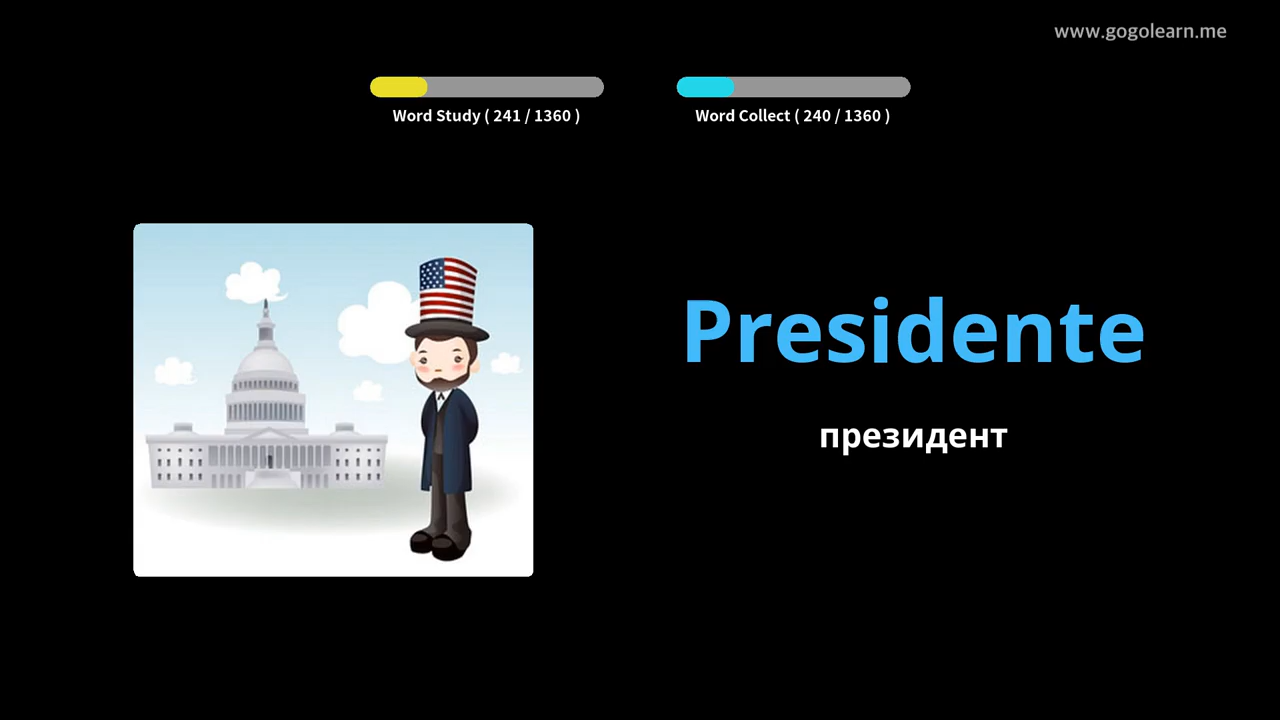 www.gogolearn.me
Word Study ( 241 / 1360 )
Word Collect ( 240 / 1360 )
Presidente
президент